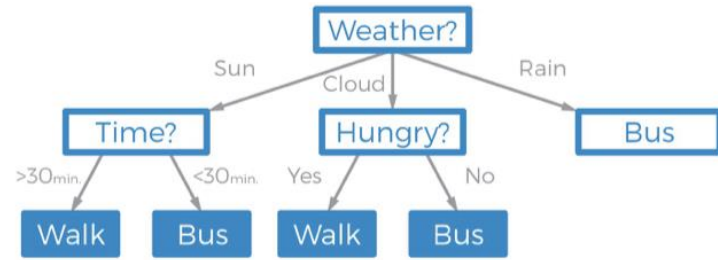 Weather?
Sun
Cloud
Rain
Time?
Hungry?
Bus
>30min.
<30min.
Yes
No
Walk
Bus
Walk
Bus